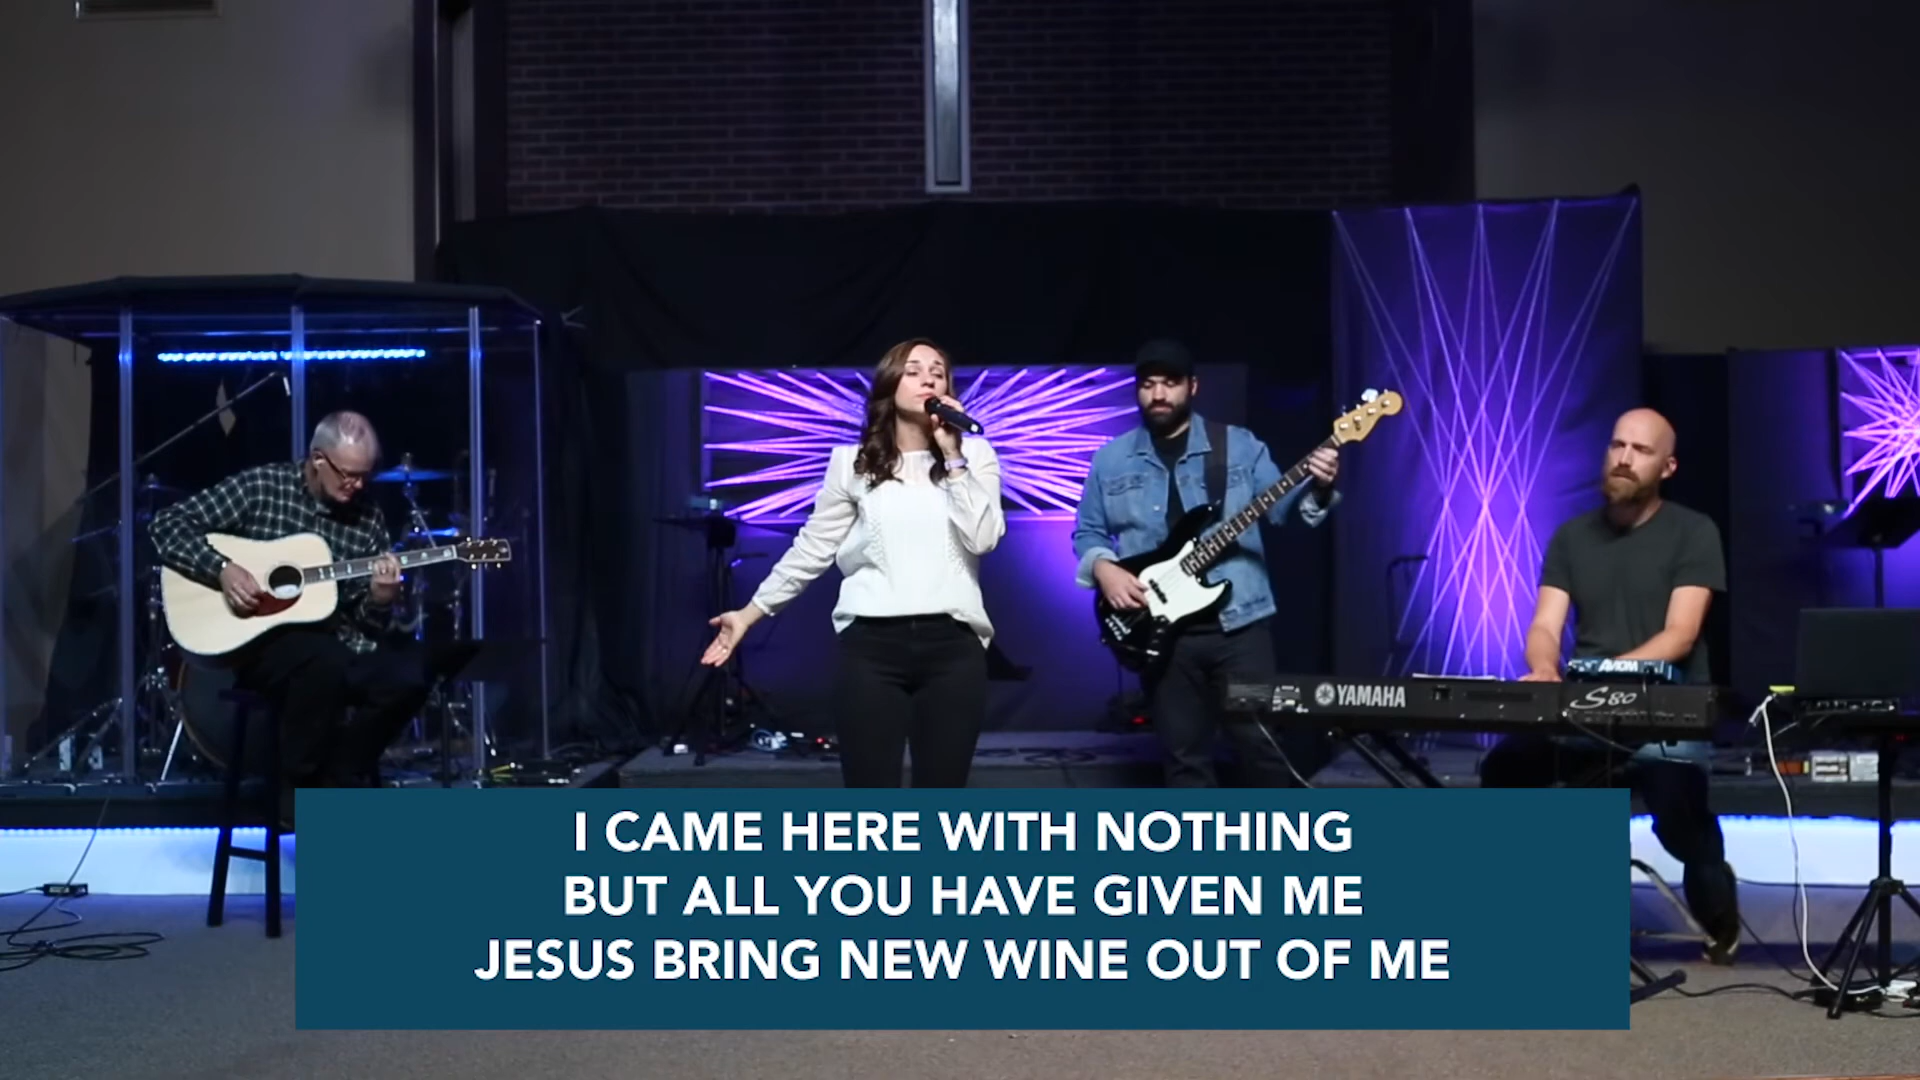 AVIOM
YAMAHA
S80
I CAME HERE WITH NOTHING
BUT ALL YOU HAVE GIVEN ME
JESUS BRING NEW WINE OUT OF ME